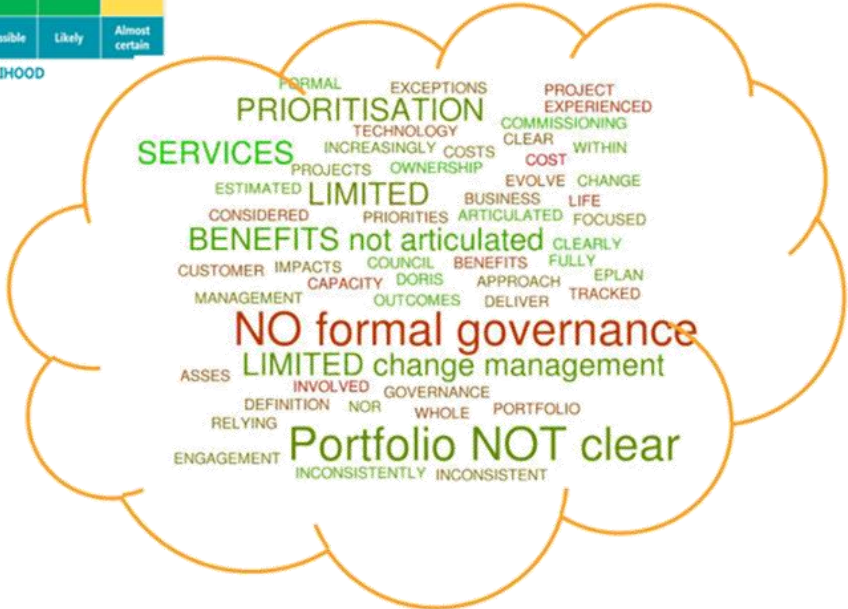 ssible Likely Almost certain
IHOOD
FORMAL EXCEPTIONS PROJECT
PRIORITISATION EXPERIENCED
TECHNOLOGY COMMISSIONING
SERVICES INCREASINGLY COSTS CLEAR WITHIN
PROJECTS OWNERSHIP COST
ESTIMATED LIMITED EVOLVE CHANGE
BUSINESS LIFE
CONSIDERED PRIORITIES ARTICULATED FOCUSED
BENEFITS not articulated CLEARLY
CUSTOMER IMPACTS COUNCIL BENEFITS FULLY
CAPACITY DORIS APPROACH EPLAN
MANAGEMENT OUTCOMES DELIVER TRACKED
NO formal governance
LIMITED change management
ASSES INVOLVED GOVERNANCE
DEFINITION NOR WHOLE PORTFOLIO
RELYING
Portfolio NOT clear
ENGAGEMENT
INCONSISTENTLY INCONSISTENT